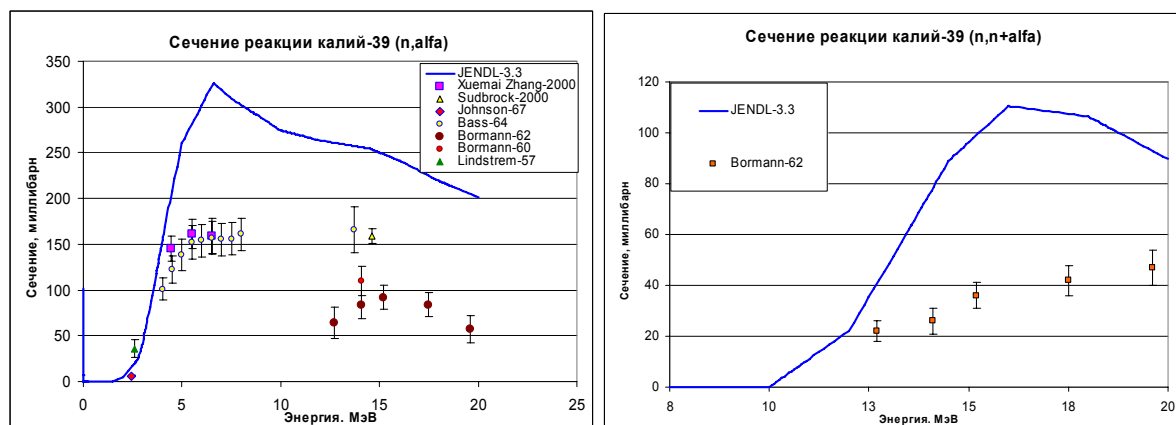 Сечение реакции калий-39 (n,alfa)
JENDL-3.3
Xuemai Zhang-2000
Sudbrock-2000
Johnson-67
Bass-64
Bormann-62
Bormann-60
Lindstrem-57
Сечение, миллибарн
400
350
300
250
200
150
100
50
0
0 5 10 15 20 25
Энергия. МэВ
Сечение реакции калий-39 (n,n+alfa)
JENDL-3.3
Bormann-62
Сечение, миллибарн
120
100
80
60
40
20
0
8 10 13 15 18 20
Энергия. МэВ